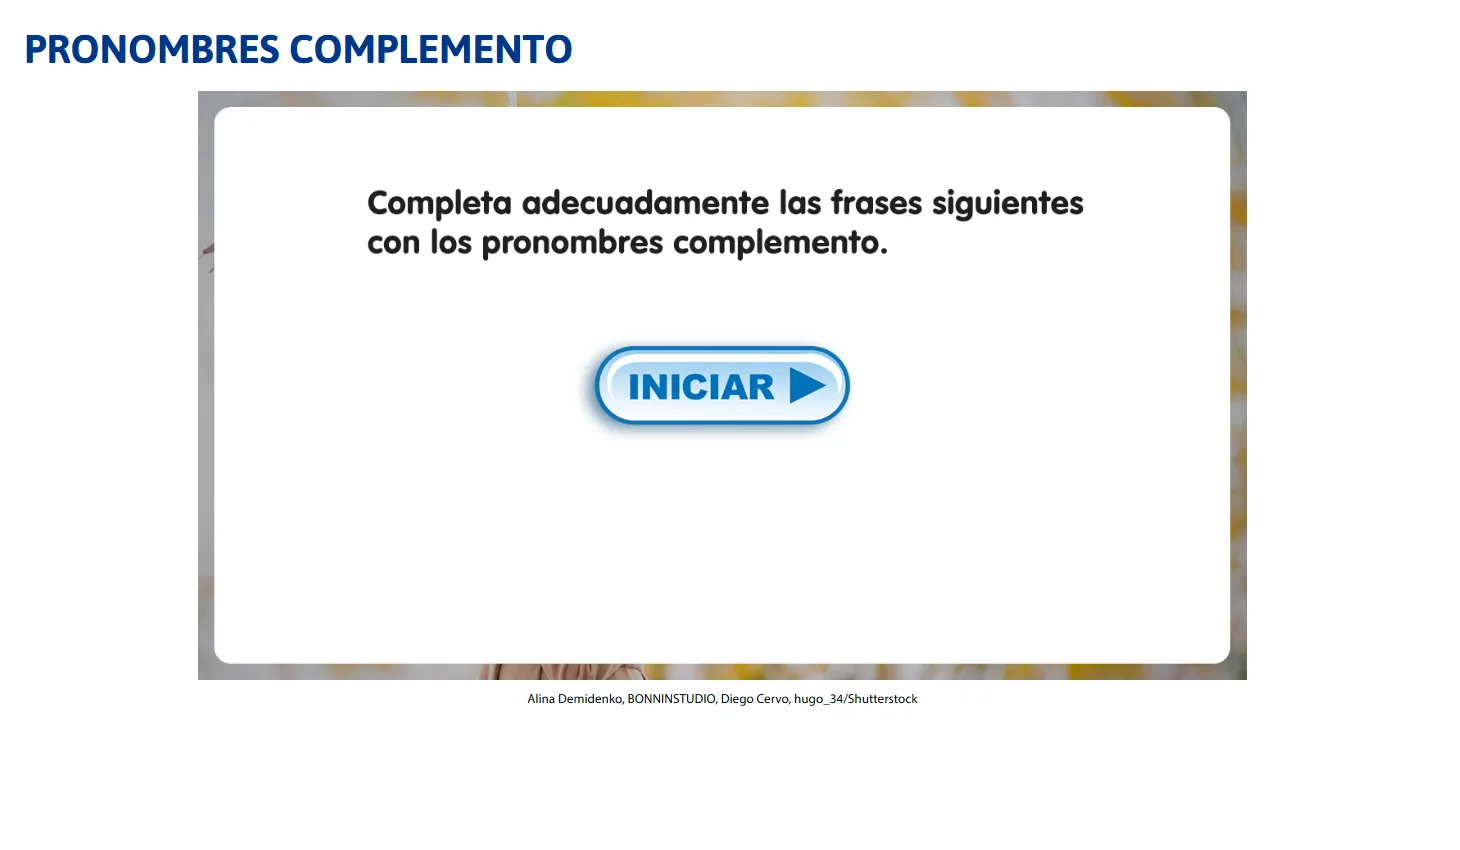 PRONOMBRES COMPLEMENTO
Completa adecuadamente las frases siguientes
con los pronombres complemento.
INICIAR
Alina Demidenko, BONNINSTUDIO, Diego Cervo, hugo_34/Shutterstock